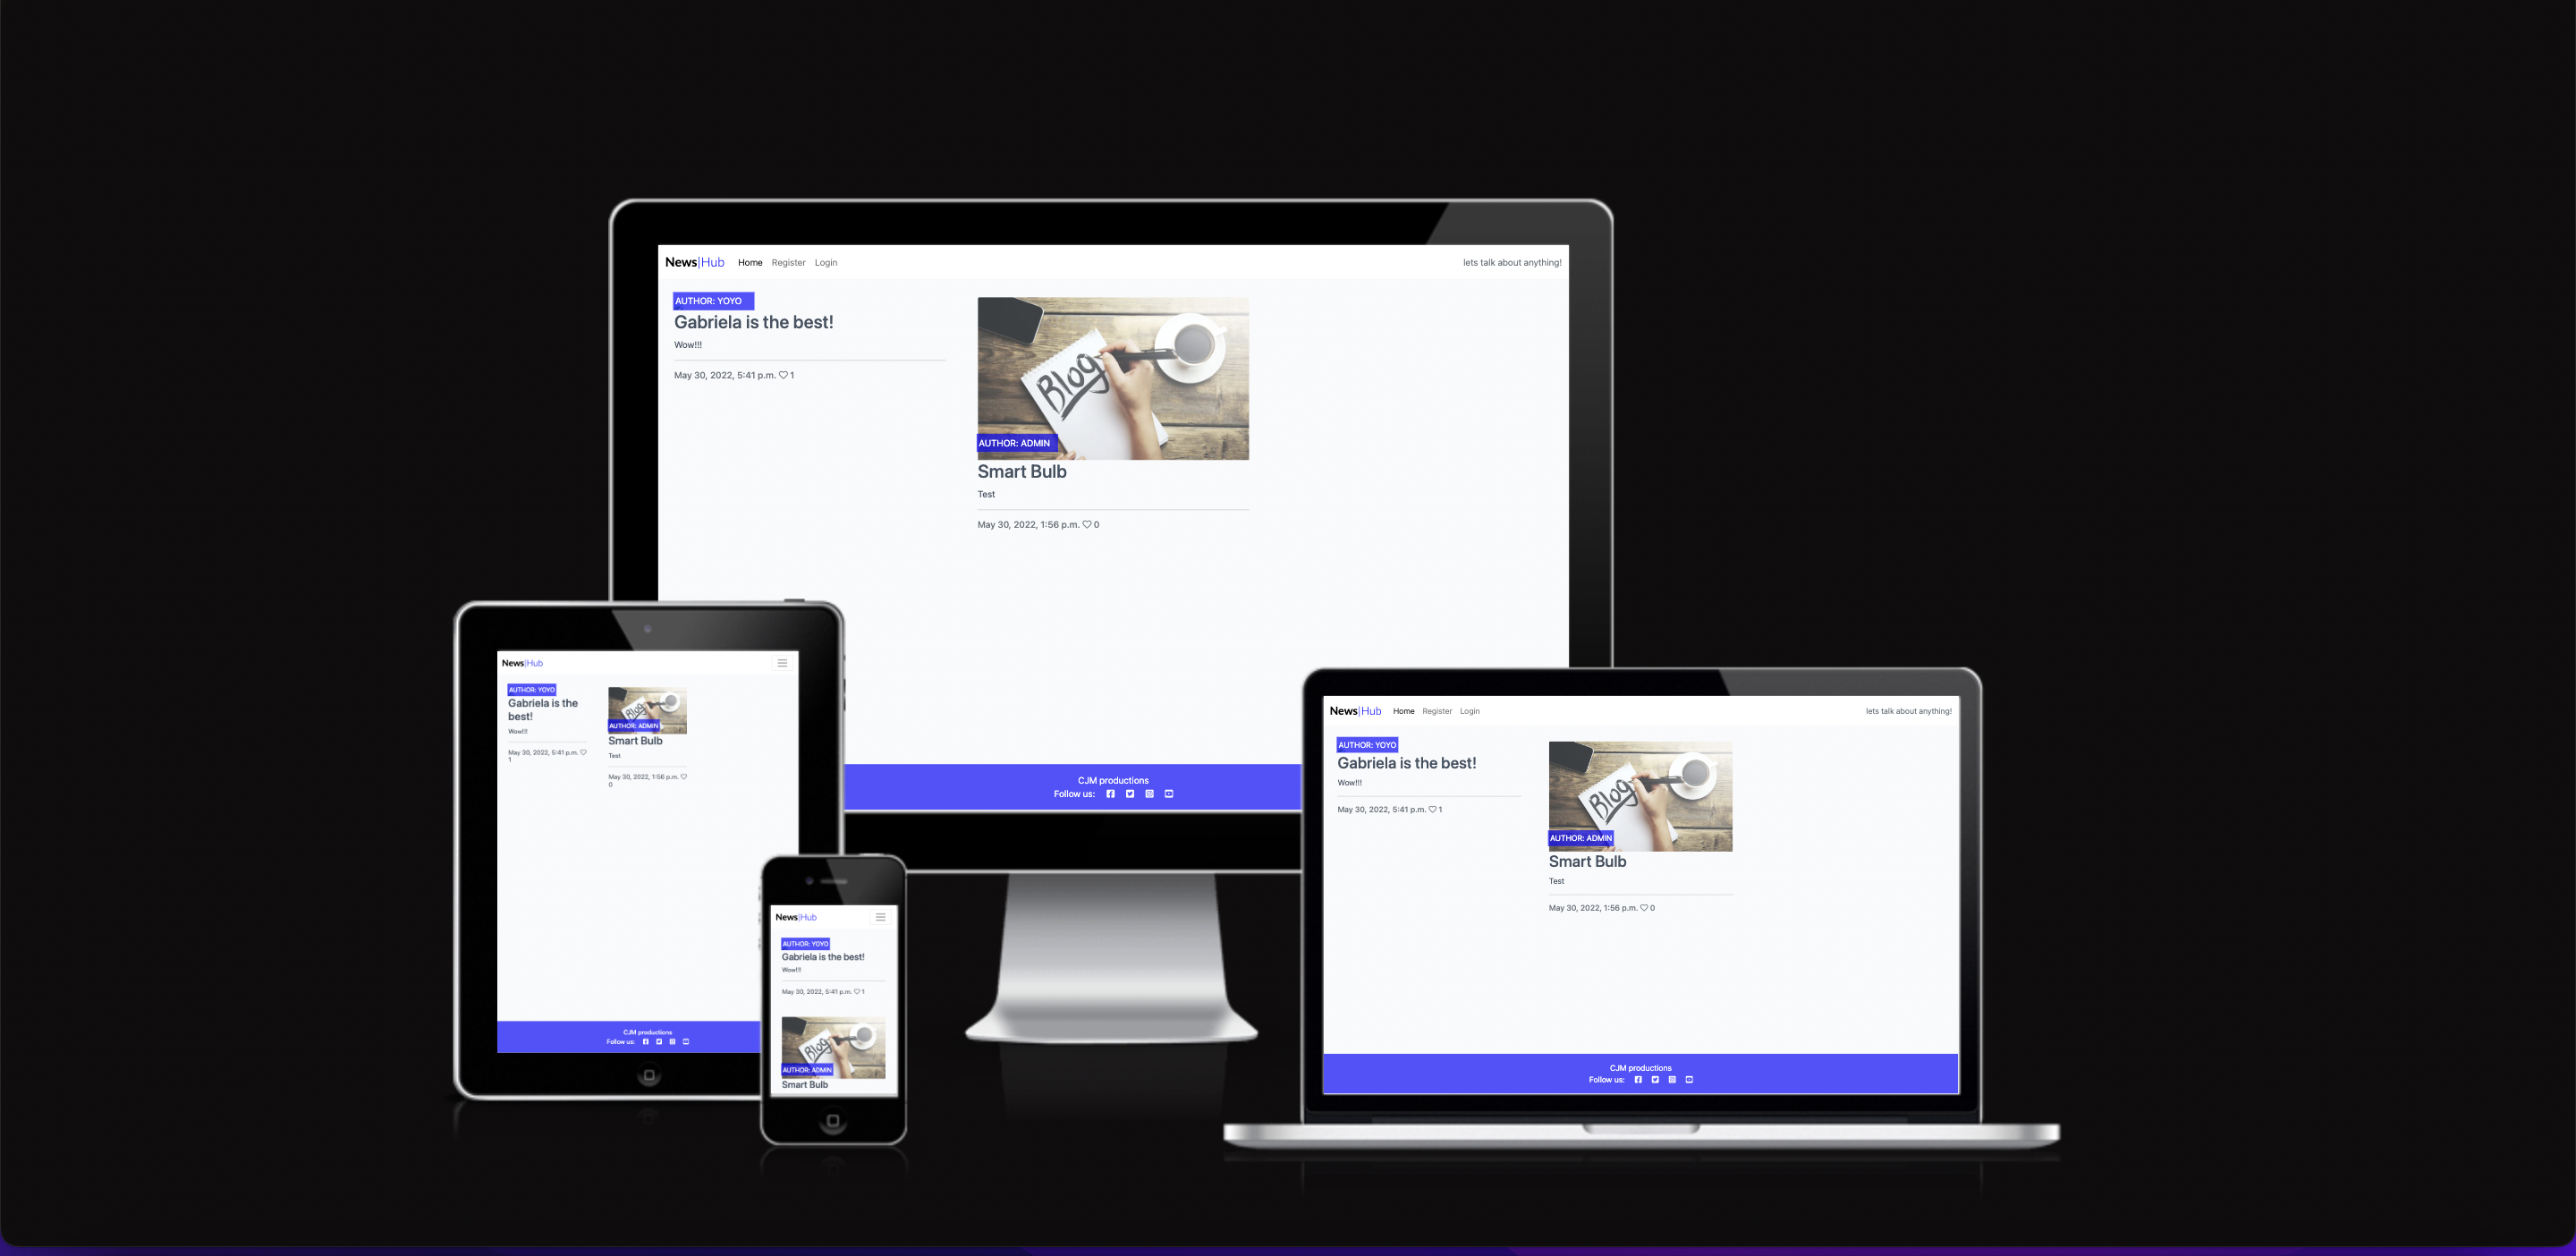 News|Hub Home Register Login lets talk about anything!
AUTHOR: YOYO
Gabriela is the best!
Wow!!!
May 30, 2022, 5:41 p.m. 1
Blog
AUTHOR: ADMIN
Smart Bulb
Test
May 30, 2022, 1:56 p.m. 0
CJM productions
Follow us:
News|Hub
AUTHOR: YOYO
Gabriela is the
best!
Wow!!!
May 30, 2022, 5:41 p.m.
1
Blog
AUTHOR: ADMIN
Smart Bulb
Test
May 30, 2022, 1:56 p.m.
0
CJM productions
Follow us:
News|Hub
AUTHOR: YOYO
Gabriela is the best!
Wow!!!
May 30, 2022, 5:41 p.m. 1
Blog
AUTHOR: ADMIN
Smart Bulb
News|Hub Home Register Login lets talk about anything!
AUTHOR: YOYO
Gabriela is the best!
Wow!!!
May 30, 2022, 5:41 p.m. 1
Blog
AUTHOR: ADMIN
Smart Bulb
Test
May 30, 2022, 1:56 p.m. 0
CJM productions
Follow us: